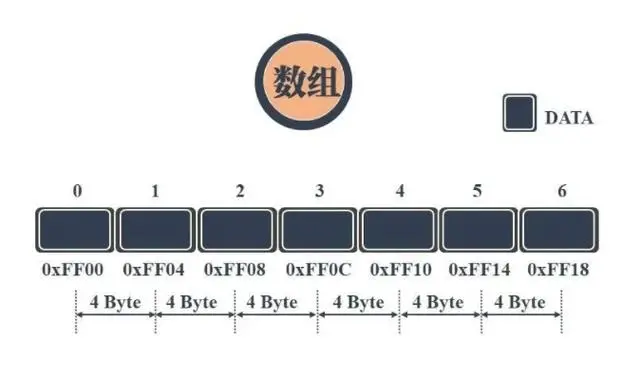 数组
DATA
0 1 2 3 4 5 6
0xFF00 0xFF04 0xFF08 0xFF0C 0xFF10 0xFF14 0xFF18
4 Byte 4 Byte 4 Byte 4 Byte 4 Byte 4 Byte